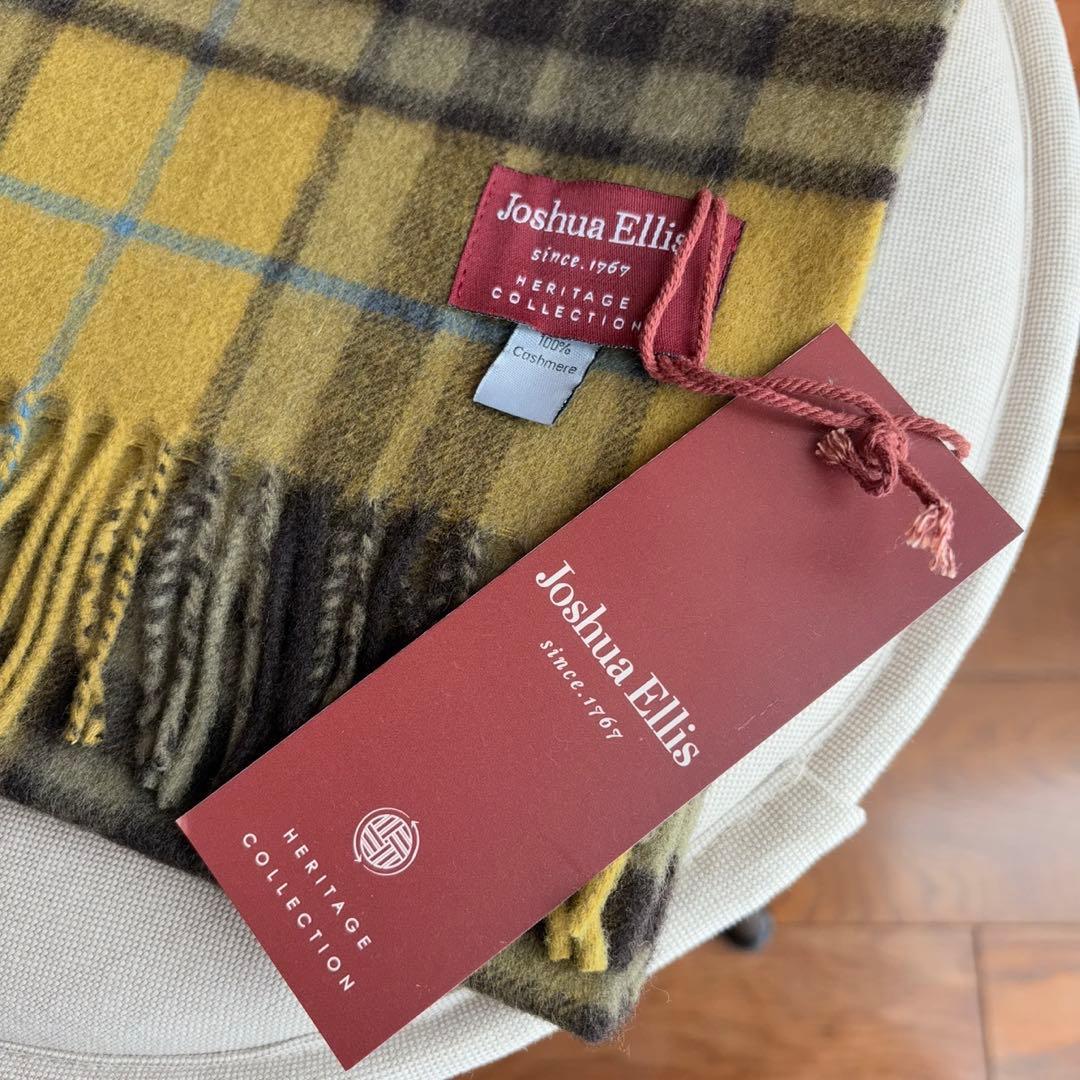 Joshua Ellis
since.1767
HERITAGE
COLLECTION
100%
Cashmere
Joshua Ellis
since.1767
HERITAGE
COLLECTION